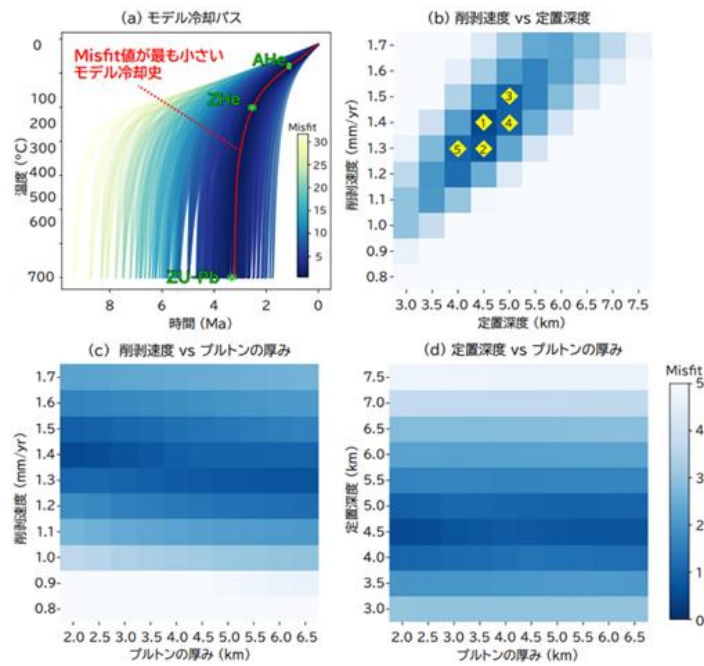 (a) モデル冷却パス
Misfit値が最も小さい
モデル冷却史
AHe
ZHe
ZU-Pb
Misfit
30
25
20
15
10
5
0
100
200
300
400
500
600
700
温度 (°C)
8
6
4
2
0
時間 (Ma)
(b) 削剥速度 vs 定置深度
1.7
1.6
1.5
1.4
1.3
1.2
1.1
1.0
0.9
0.8
削剥速度 (mm/yr)
3
1
4
5
2
3.0 3.5 4.0 4.5 5.0 5.5 6.0 6.5 7.0 7.5
定置深度 (km)
(c) 削剥速度 vs プルトンの厚み
1.7
1.6
1.5
1.4
1.3
1.2
1.1
1.0
0.9
0.8
削剥速度 (mm/yr)
2.0 2.5 3.0 3.5 4.0 4.5 5.0 5.5 6.0 6.5
プルトンの厚み (km)
(d) 定置深度 vs プルトンの厚み
7.5
7.0
6.5
6.0
5.5
5.0
4.5
4.0
3.5
3.0
定置深度 (km)
2.0 2.5 3.0 3.5 4.0 4.5 5.0 5.5 6.0 6.5
プルトンの厚み (km)
Misfit
5
4
3
2
1
0